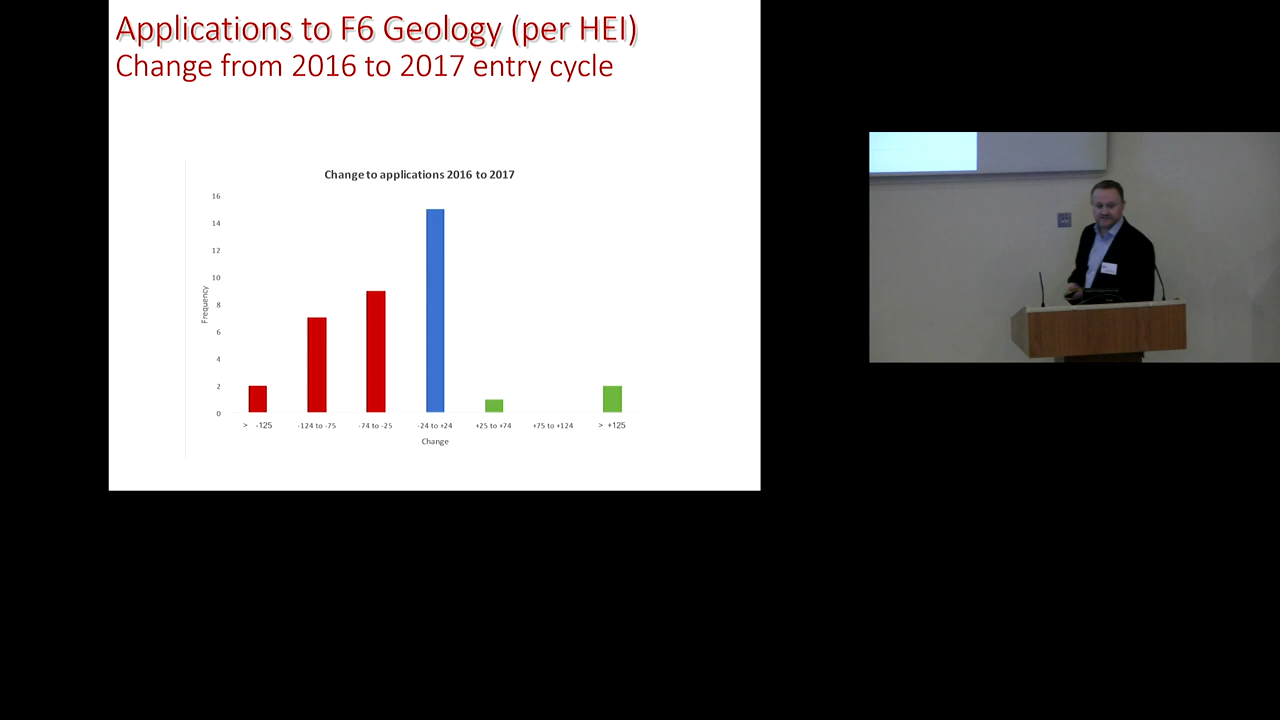 Applications to F6 Geology (per HEI)
Change from 2016 to 2017 entry cycle
Change to applications 2016 to 2017
16
14
12
10
8
6
4
2
0
Frequency
> -125
-124 to -75
-74 to -25
-24 to +24
+25 to +74
+75 to +124
> +125
Change